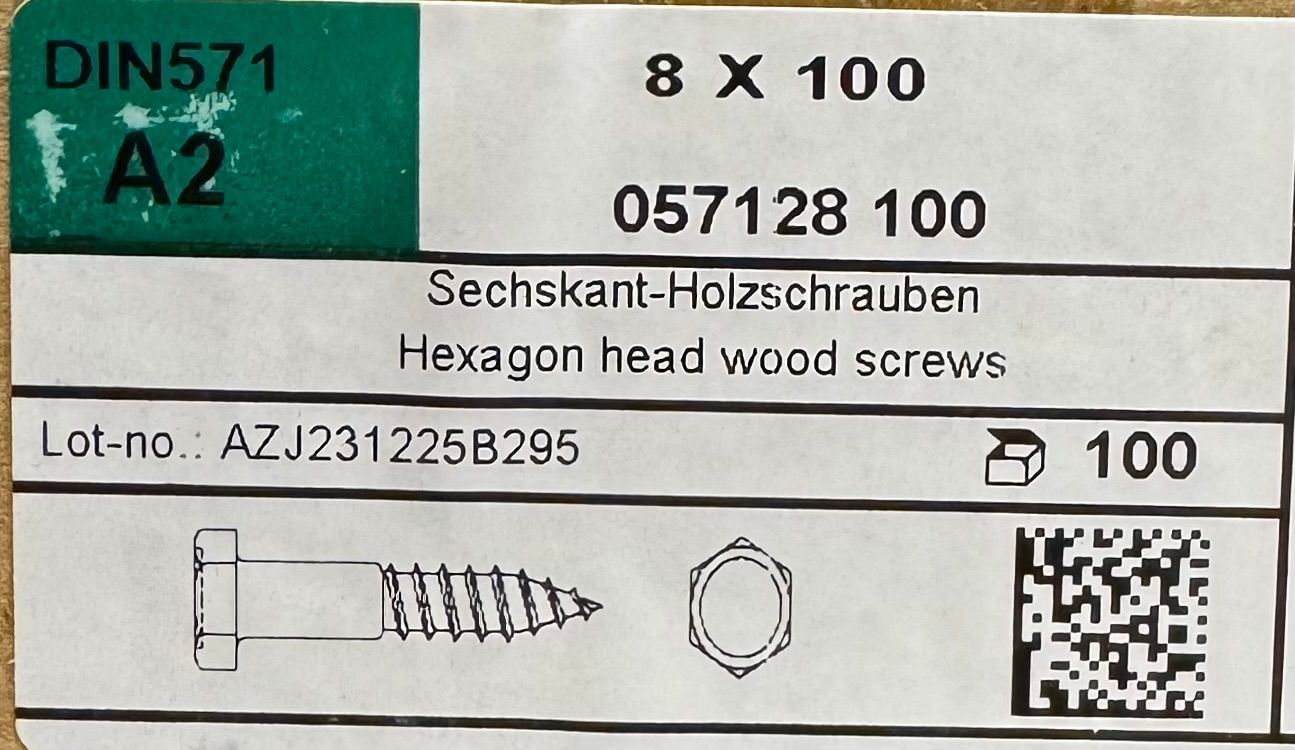 DIN571
A2
8 X 100
057128 100
Sechskant-Holzschrauben
Hexagon head wood screws
Lot-no.: AZJ231225B295
100